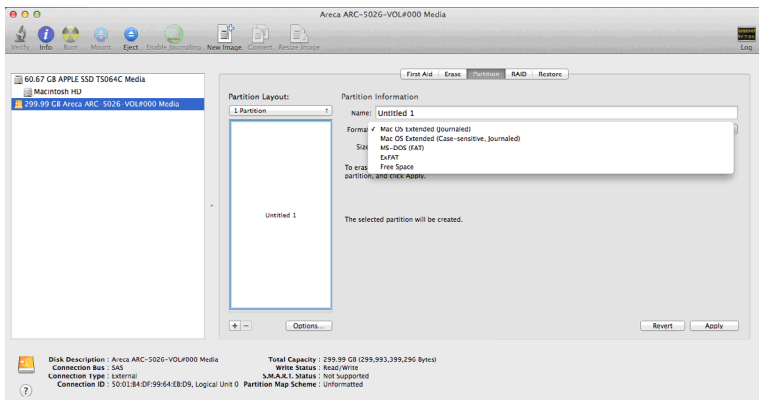 Areca ARC-5026-VOL#000 Media
Verify Info Burn Mount Eject Enable Journaling New Image Convert Resize Image Log
60.67 GB APPLE SSD TS064C Media
Macintosh HD
299.99 GB Areca ARC-5026-VOL#000 Media
First Aid Erase Partition RAID Restore
Partition Layout:
1 Partition
Untitled 1
+ − Options...
Partition Information
Name: Untitled 1
Format ✓ Mac OS Extended (Journaled)
Mac OS Extended (Case-sensitive, Journaled)
MS-DOS (FAT)
ExFAT
Free Space
Size
To eras
partition, and click Apply.
The selected partition will be created.
Revert Apply
Disk Description : Areca ARC-5026-VOL#000 Media
Connection Bus : SAS
Connection Type : External
Connection ID : 50:01:B4:DF:99:64:EB:D9, Logical Unit 0
Total Capacity : 299.99 GB (299,993,399,296 Bytes)
Write Status : Read/Write
S.M.A.R.T. Status : Not Supported
Partition Map Scheme : Unformatted
?